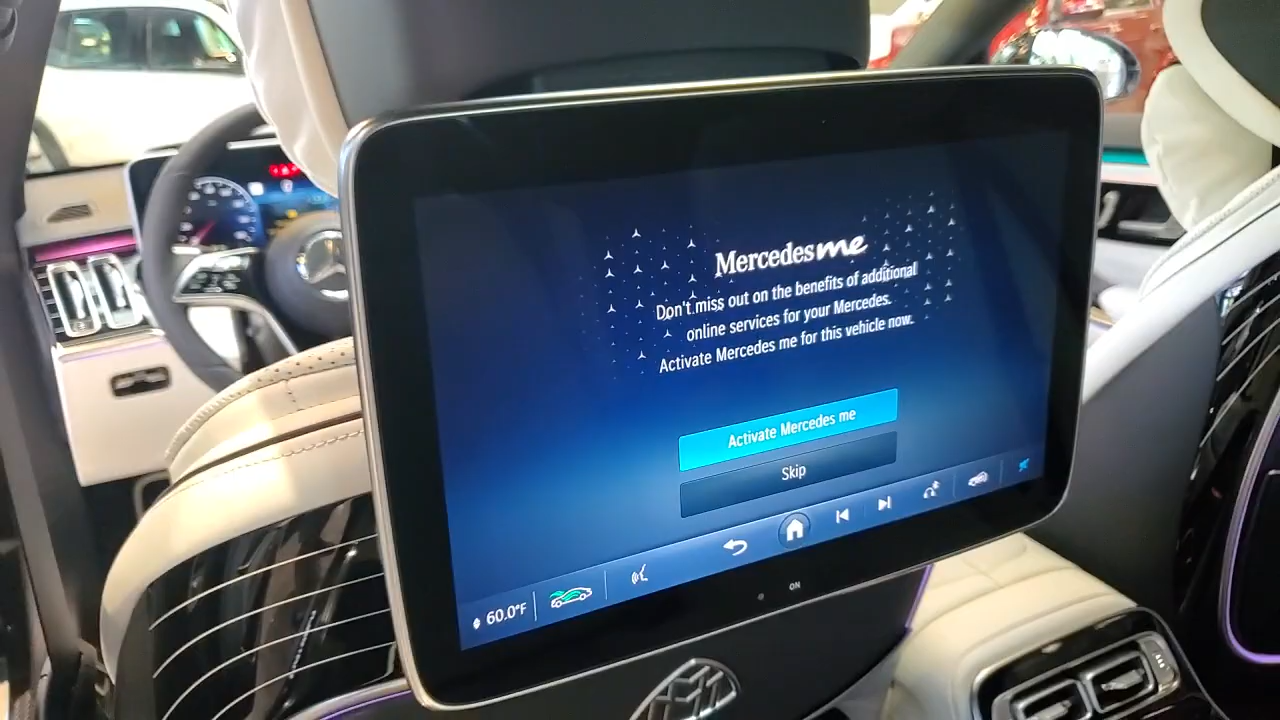 Mercedes me
Don't miss out on the benefits of additional
online services for your Mercedes.
Activate Mercedes me for this vehicle now.
Activate Mercedes me
Skip
60.0°F
ON